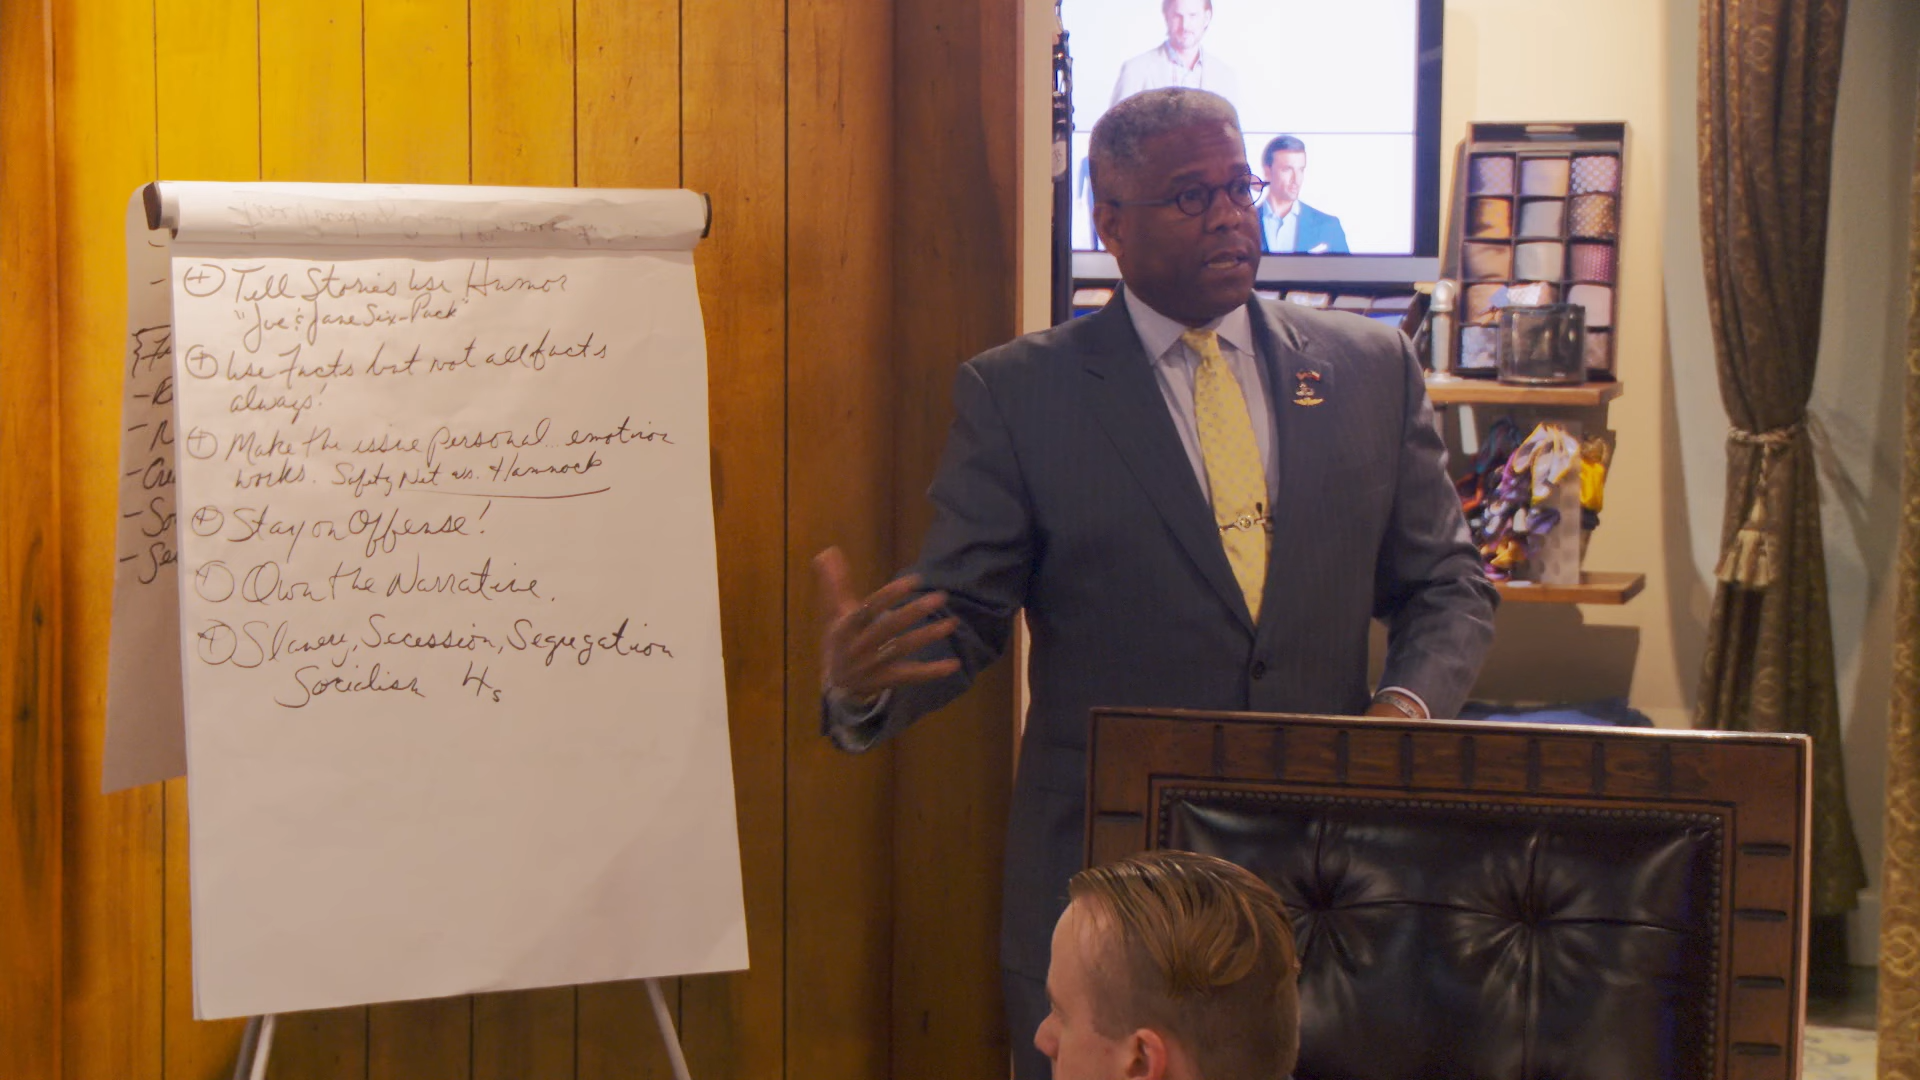 Tell Stories Use Humor
"Joe & Jane Six-Pack"
Use Facts but not all facts
always!
Make the issue personal.. emotion
works. Safety Net vs. Hammock
Stay on Offense!
Own the Narrative.
Slavery, Secession, Segregation
Socialism 4s